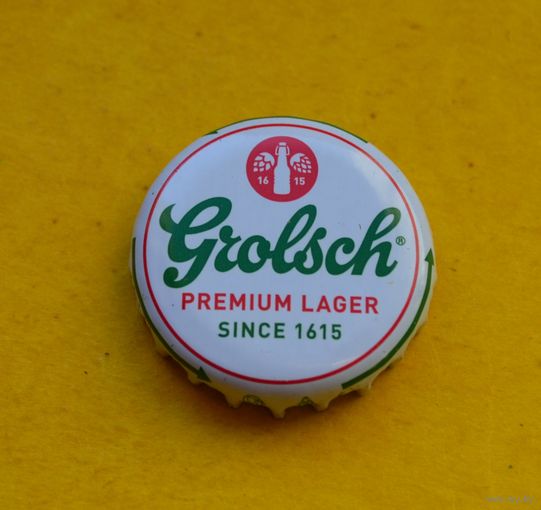 16 15
Grolsch®
PREMIUM LAGER
SINCE 1615